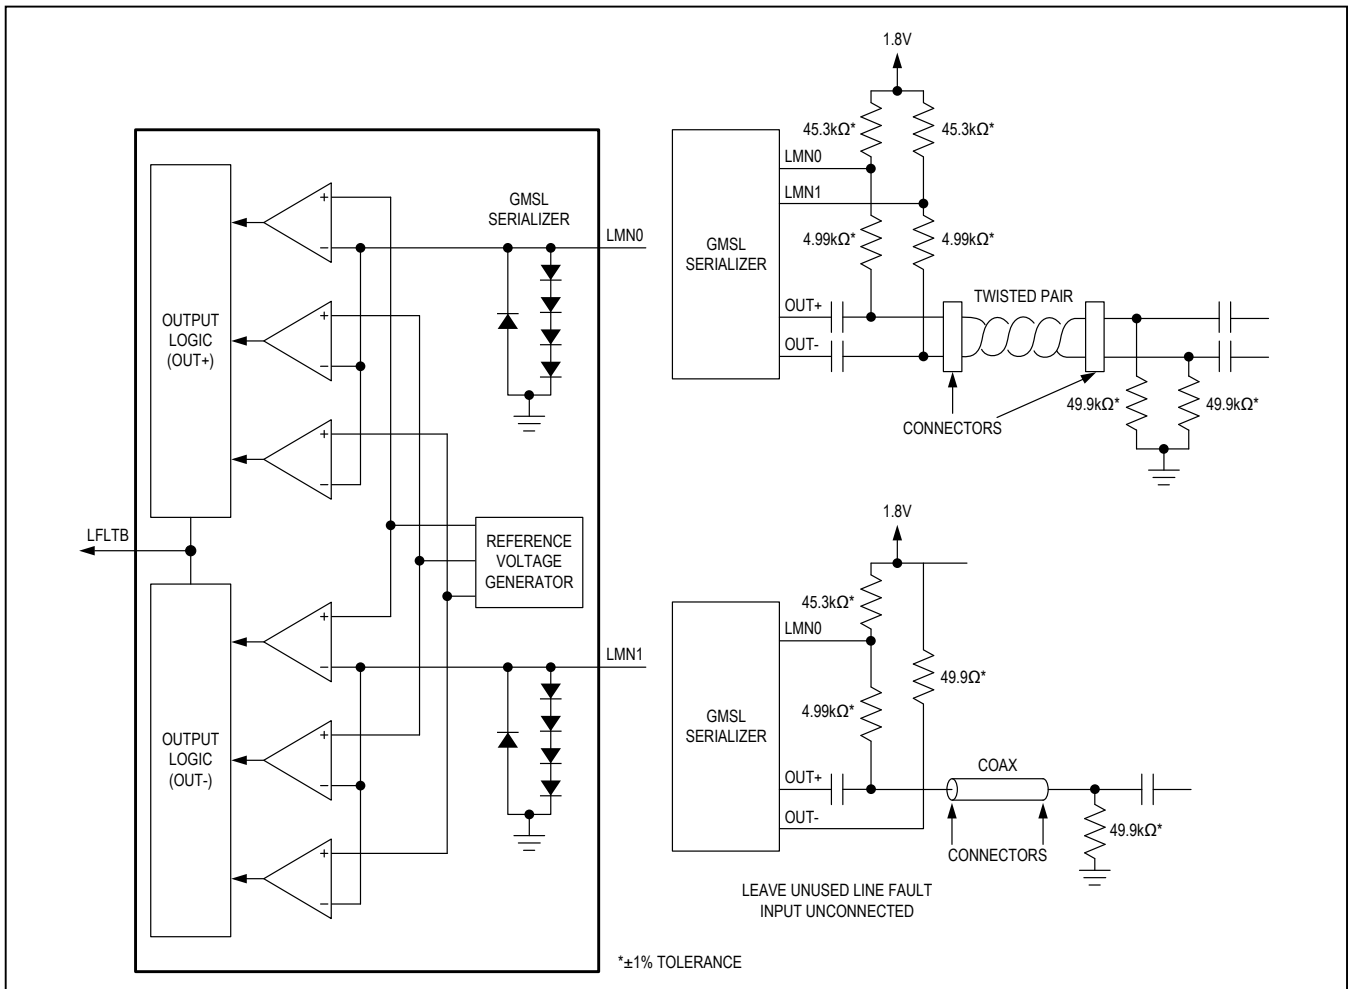 GMSL
SERIALIZER
LMN0
OUTPUT
LOGIC
(OUT+)
+
−
+
−
+
−
LFLTB
REFERENCE
VOLTAGE
GENERATOR
OUTPUT
LOGIC
(OUT-)
+
−
+
−
+
−
LMN1
1.8V
45.3kΩ*
45.3kΩ*
LMN0
LMN1
GMSL
SERIALIZER
4.99kΩ*
4.99kΩ*
OUT+
OUT-
TWISTED PAIR
CONNECTORS
49.9kΩ*
49.9kΩ*
1.8V
45.3kΩ*
LMN0
49.9Ω*
GMSL
SERIALIZER
4.99kΩ*
OUT+
OUT-
COAX
CONNECTORS
49.9kΩ*
LEAVE UNUSED LINE FAULT
INPUT UNCONNECTED
*±1% TOLERANCE